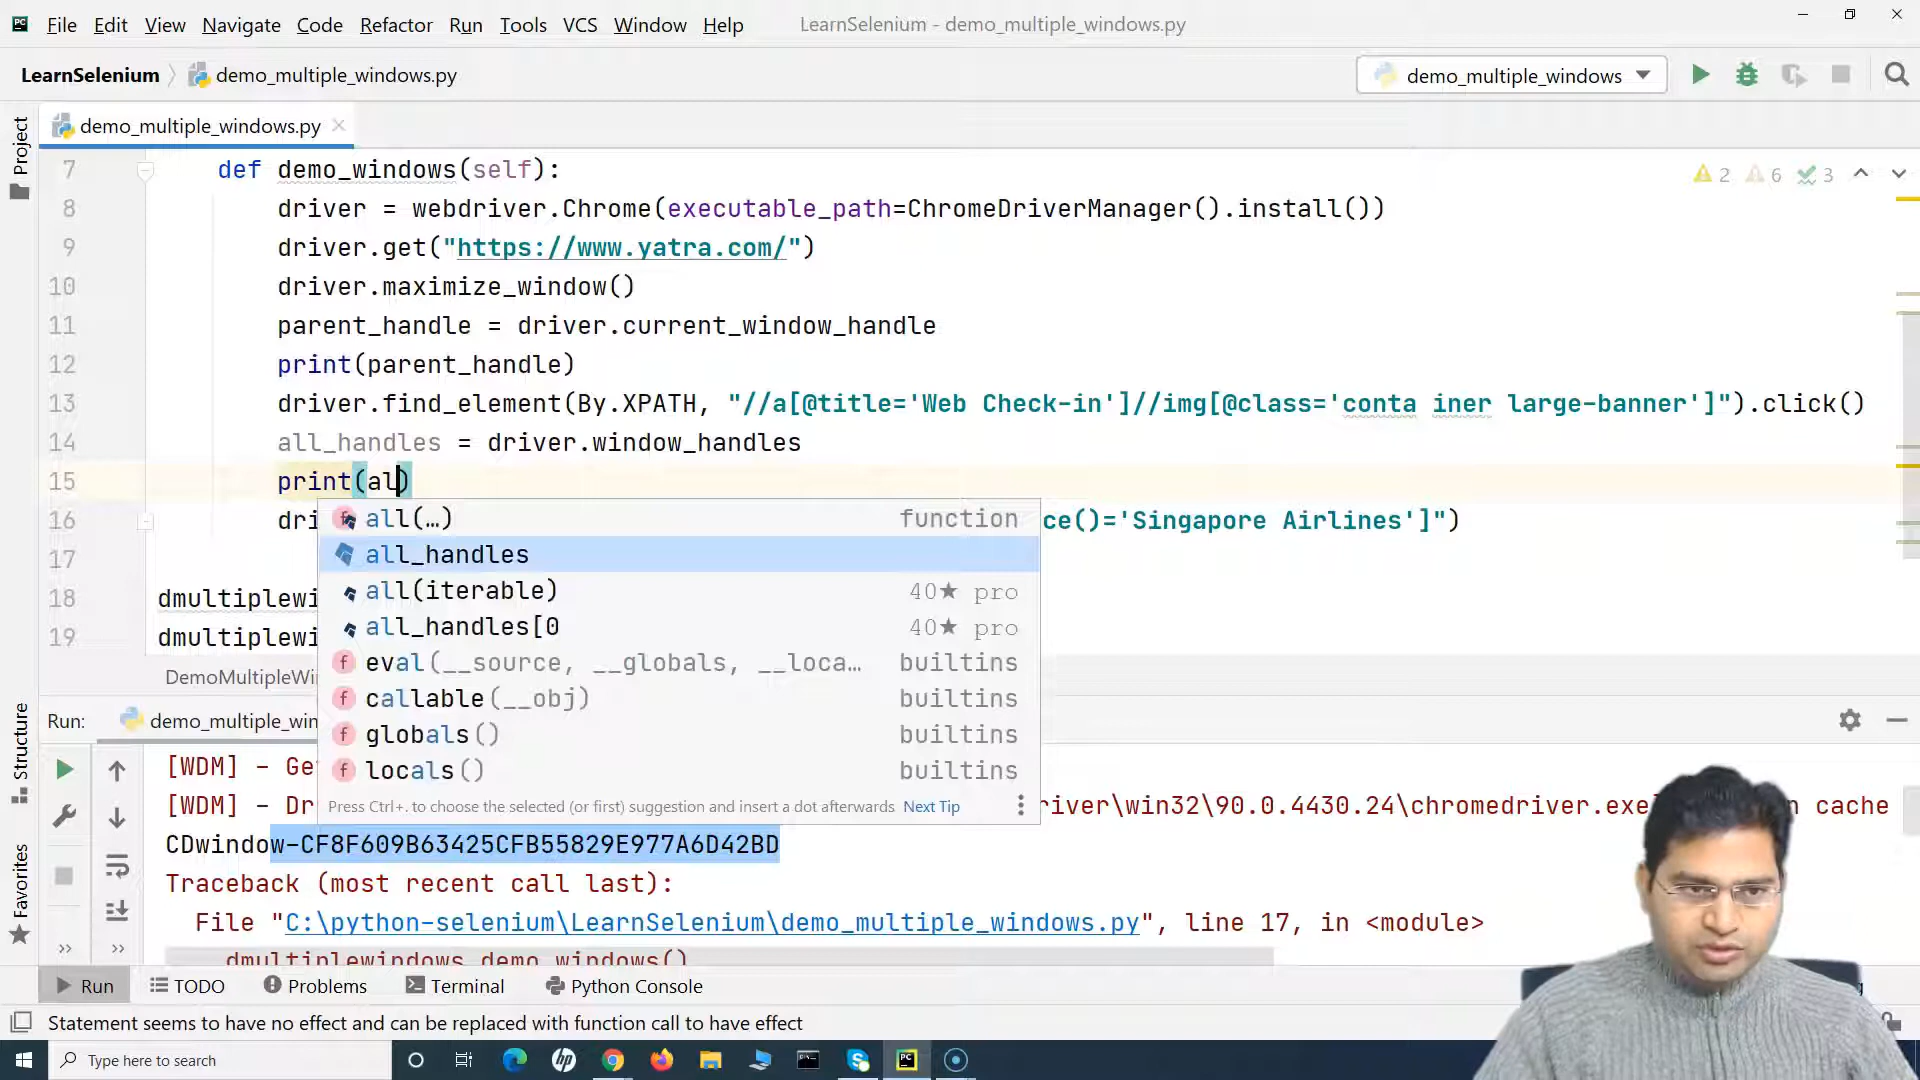 File Edit View Navigate Code Refactor Run Tools VCS Window Help LearnSelenium - demo_multiple_windows.py
LearnSelenium demo_multiple_windows.py demo_multiple_windows
demo_multiple_windows.py
Project
7 def demo_windows(self): 2 6 3
8 driver = webdriver.Chrome(executable_path=ChromeDriverManager().install())
9 driver.get("https://www.yatra.com/")
10 driver.maximize_window()
11 parent_handle = driver.current_window_handle
12 print(parent_handle)
13 driver.find_element(By.XPATH, "//a[@title='Web Check-in']//img[@class='conta iner large-banner']").click()
14 all_handles = driver.window_handles
15 print(al)
16 dri ce()='Singapore Airlines']")
17
18 dmultiplewi
19 dmultiplewi
all(…) function
all_handles
all(iterable) 40★ pro
all_handles[0 40★ pro
eval(__source, __globals, __loca… builtins
callable(__obj) builtins
globals() builtins
locals() builtins
Press Ctrl+. to choose the selected (or first) suggestion and insert a dot afterwards Next Tip
DemoMultipleWi
Structure
Favorites
Run: demo_multiple_win
[WDM] - Ge
[WDM] - Dr river\win32\90.0.4430.24\chromedriver.exe n cache
CDwindow-CF8F609B63425CFB55829E977A6D42BD
Traceback (most recent call last):
File "C:\python-selenium\LearnSelenium\demo_multiple_windows.py", line 17, in <module>
dmultiplewindows.demo_windows()
Run TODO Problems Terminal Python Console
Statement seems to have no effect and can be replaced with function call to have effect
Type here to search